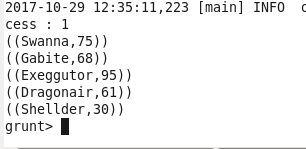 2017-10-29 12:35:11,223 [main] INFO
cess : 1
((Swanna,75))
((Gabite,68))
((Exeggutor,95))
((Dragonair,61))
((Shellder,30))
grunt>